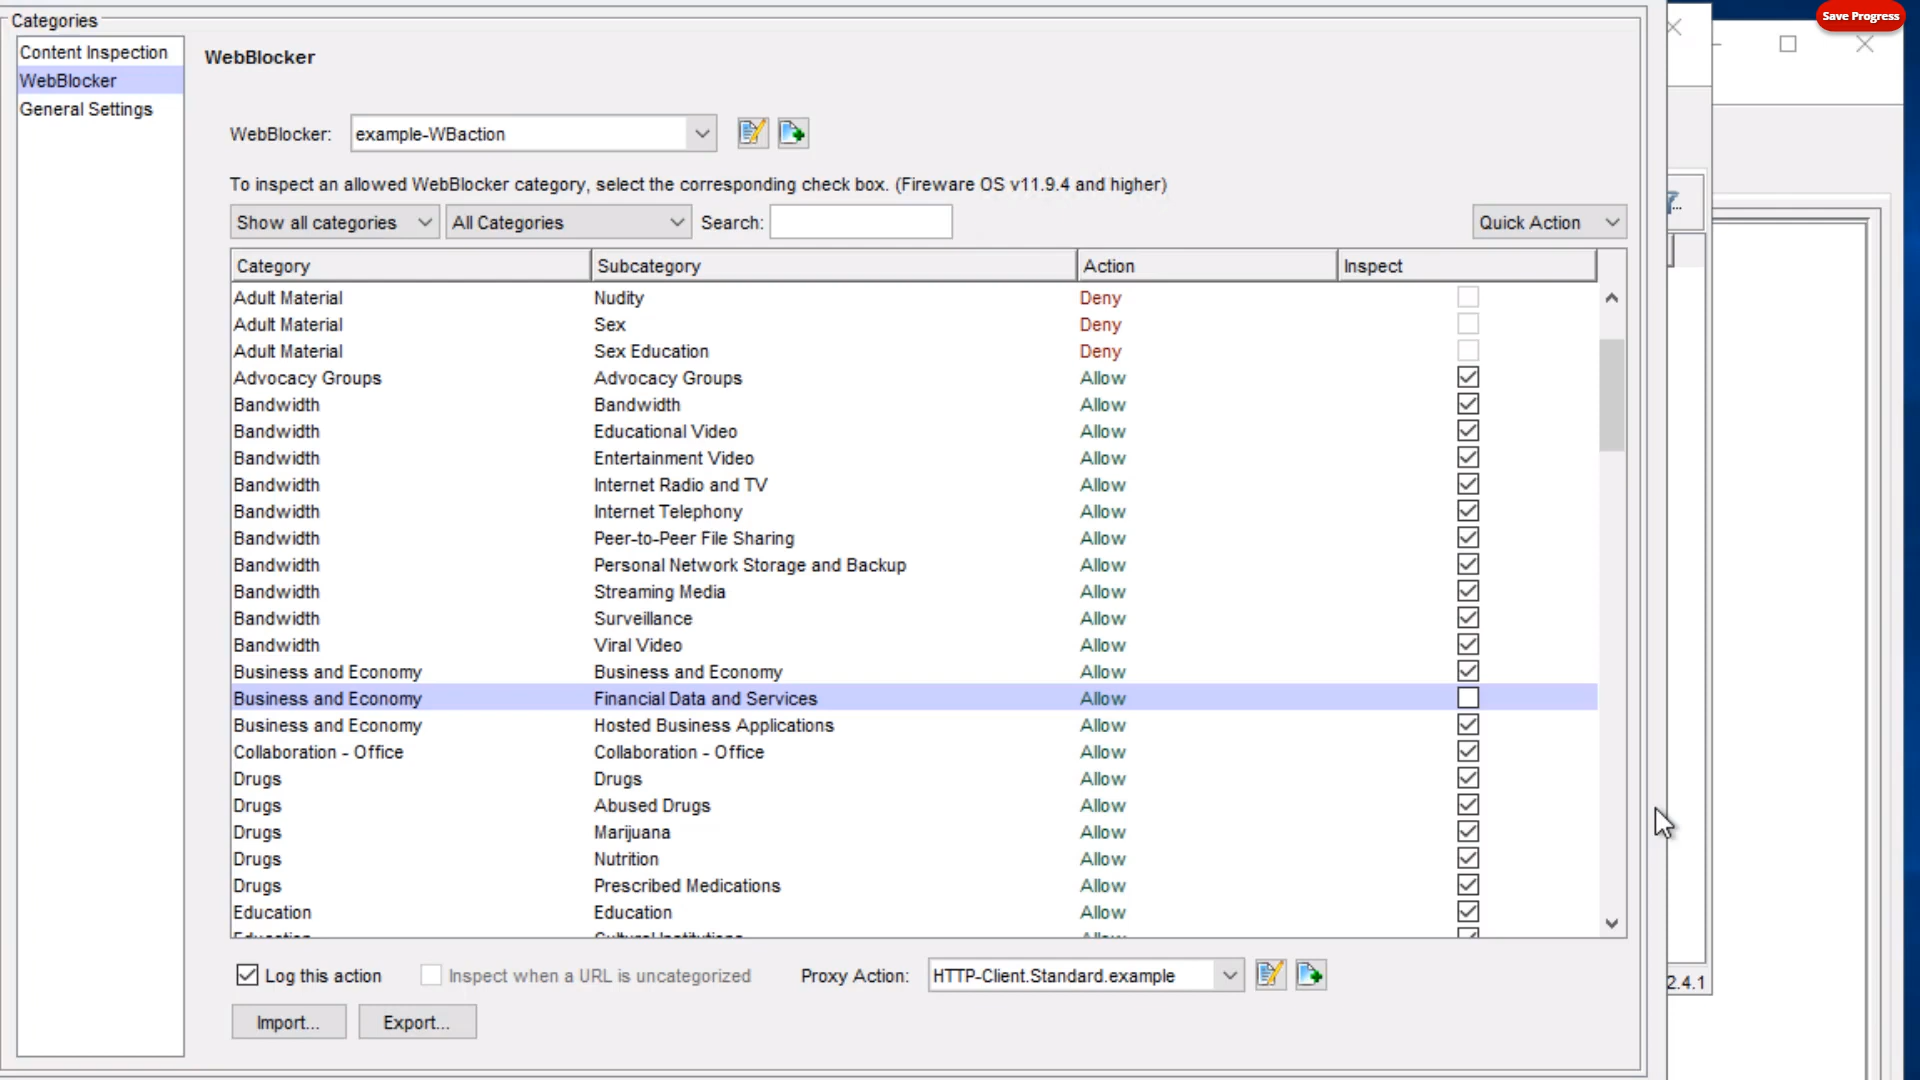 Save Progress
Categories
Content Inspection
WebBlocker
General Settings
WebBlocker
WebBlocker: example-WBaction
To inspect an allowed WebBlocker category, select the corresponding check box. (Fireware OS v11.9.4 and higher)
Show all categories All Categories Search: Quick Action
Category Subcategory Action Inspect
Adult Material Nudity Deny
Adult Material Sex Deny
Adult Material Sex Education Deny
Advocacy Groups Advocacy Groups Allow
Bandwidth Bandwidth Allow
Bandwidth Educational Video Allow
Bandwidth Entertainment Video Allow
Bandwidth Internet Radio and TV Allow
Bandwidth Internet Telephony Allow
Bandwidth Peer-to-Peer File Sharing Allow
Bandwidth Personal Network Storage and Backup Allow
Bandwidth Streaming Media Allow
Bandwidth Surveillance Allow
Bandwidth Viral Video Allow
Business and Economy Business and Economy Allow
Business and Economy Financial Data and Services Allow
Business and Economy Hosted Business Applications Allow
Collaboration - Office Collaboration - Office Allow
Drugs Drugs Allow
Drugs Abused Drugs Allow
Drugs Marijuana Allow
Drugs Nutrition Allow
Drugs Prescribed Medications Allow
Education Education Allow
Education Cultural Institutions Allow
Log this action Inspect when a URL is uncategorized Proxy Action: HTTP-Client.Standard.example
2.4.1
Import... Export...